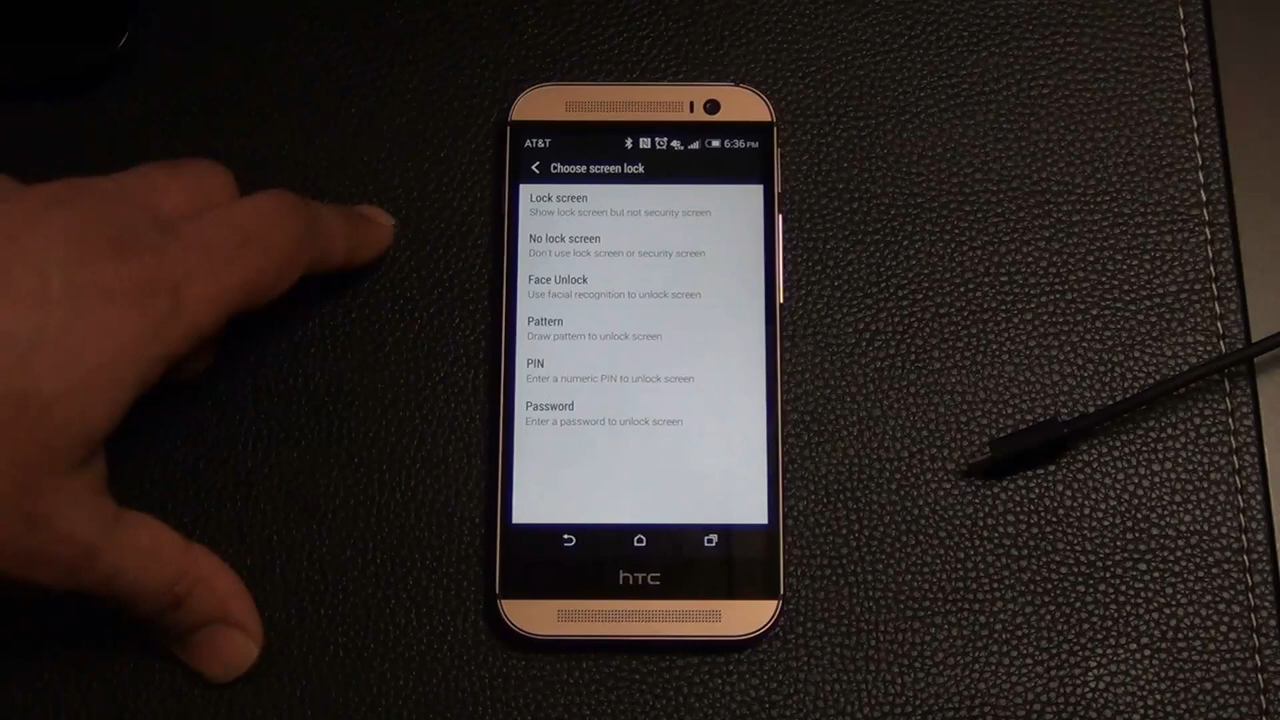 AT&T 6:36 PM
Choose screen lock
Lock screen
Show lock screen but not security screen
No lock screen
Don't use lock screen or security screen
Face Unlock
Use facial recognition to unlock screen
Pattern
Draw pattern to unlock screen
PIN
Enter a numeric PIN to unlock screen
Password
Enter a password to unlock screen
hTC